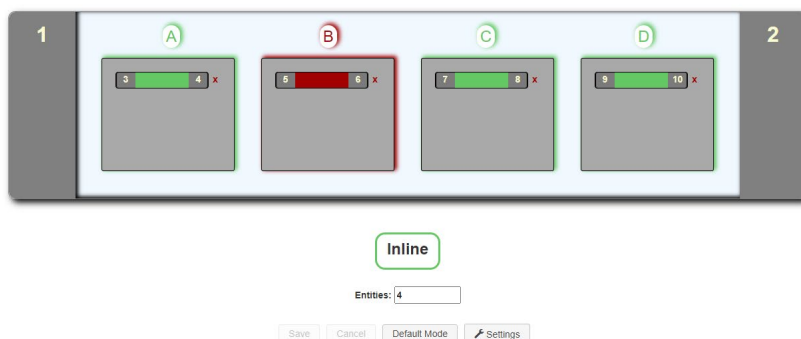 1 A B C D 2
3 4 x 5 6 x 7 8 x 9 10 x
Inline
Entities: 4
Save Cancel Default Mode Settings